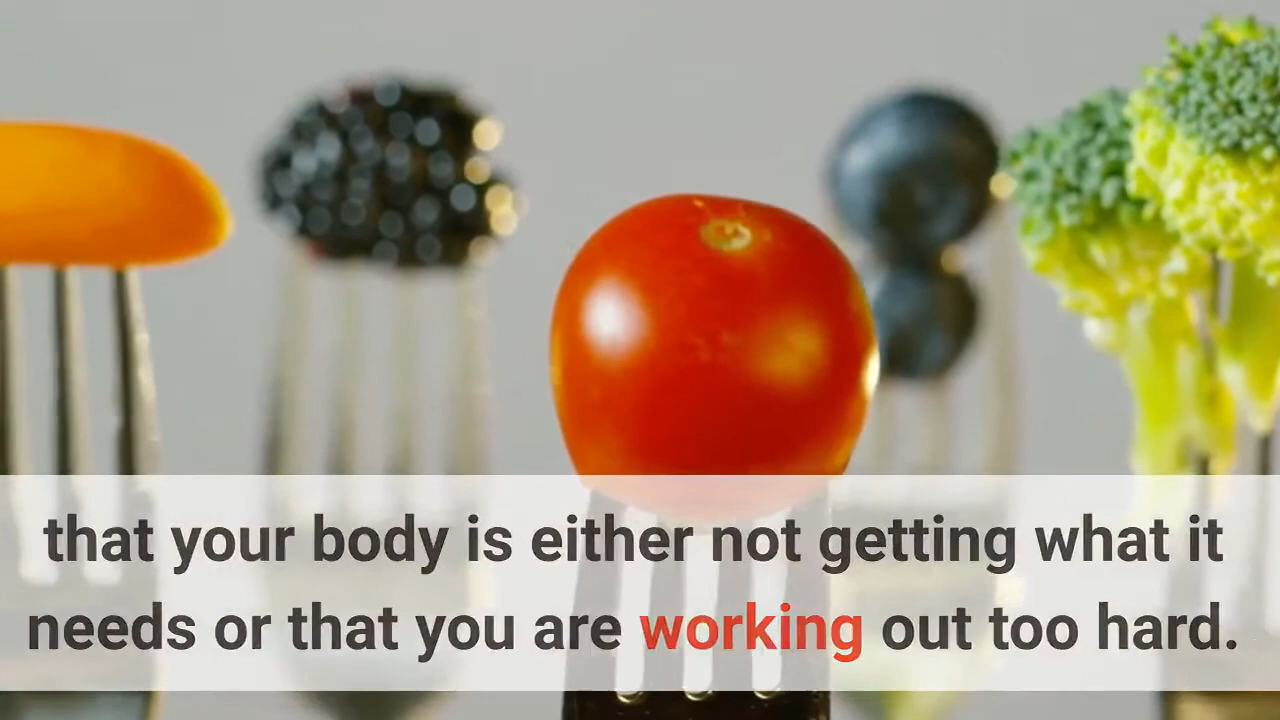 that your body is either not getting what it
needs or that you are working out too hard.